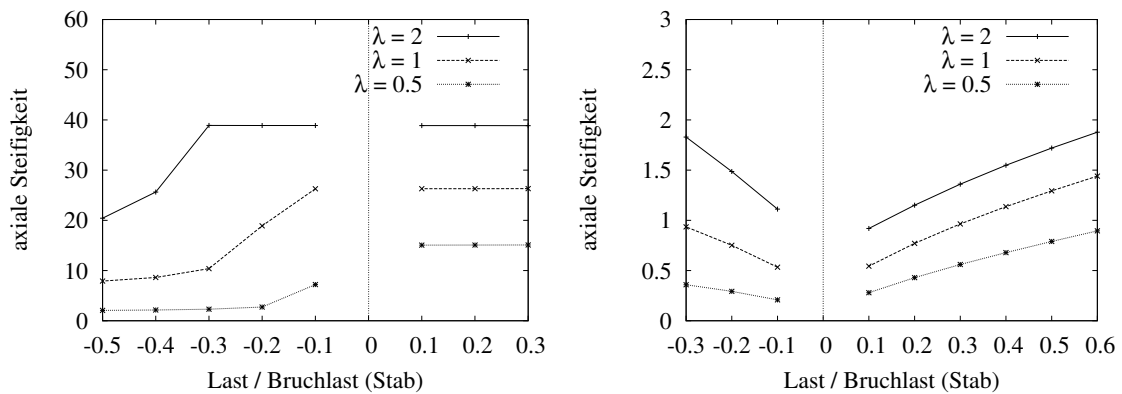 60
50
40
30
20
10
0
axiale Steifigkeit
λ = 2
λ = 1
λ = 0.5
-0.5 -0.4 -0.3 -0.2 -0.1 0 0.1 0.2 0.3
Last / Bruchlast (Stab)
3
2.5
2
1.5
1
0.5
0
axiale Steifigkeit
λ = 2
λ = 1
λ = 0.5
-0.3 -0.2 -0.1 0 0.1 0.2 0.3 0.4 0.5 0.6
Last / Bruchlast (Stab)